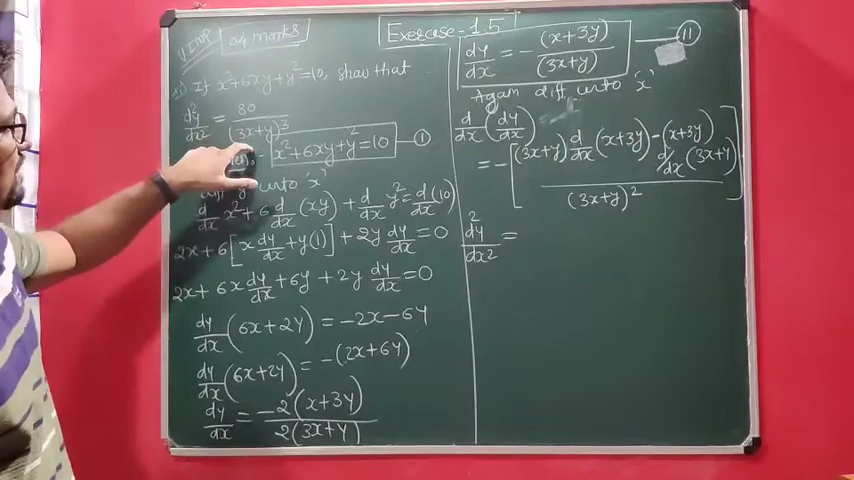 V.IMP
04 marks
Exercise-1.5
xi) If x²+6xy+y²=10, show that
d²y/dx² = 80/(3x+y)³
x²+6xy+y²=10 —①
diff y w.r.to 'x'
d/dx x² + 6 d/dx (xy) + d/dx y² = d/dx (10)
2x+6[x dy/dx + y(1)] + 2y dy/dx = 0
2x + 6x dy/dx + 6y + 2y dy/dx = 0
dy/dx (6x+2y) = -2x-6y
dy/dx (6x+2y) = -(2x+6y)
dy/dx = -2(x+3y)/2(3x+y)
dy/dx = - (x+3y)/(3x+y) —⑪
Again diff w.r.to 'x'
d/dx (dy/dx)
= -[(3x+y) d/dx (x+3y) - (x+3y) d/dx (3x+y) / (3x+y)²]
d²y/dx² =